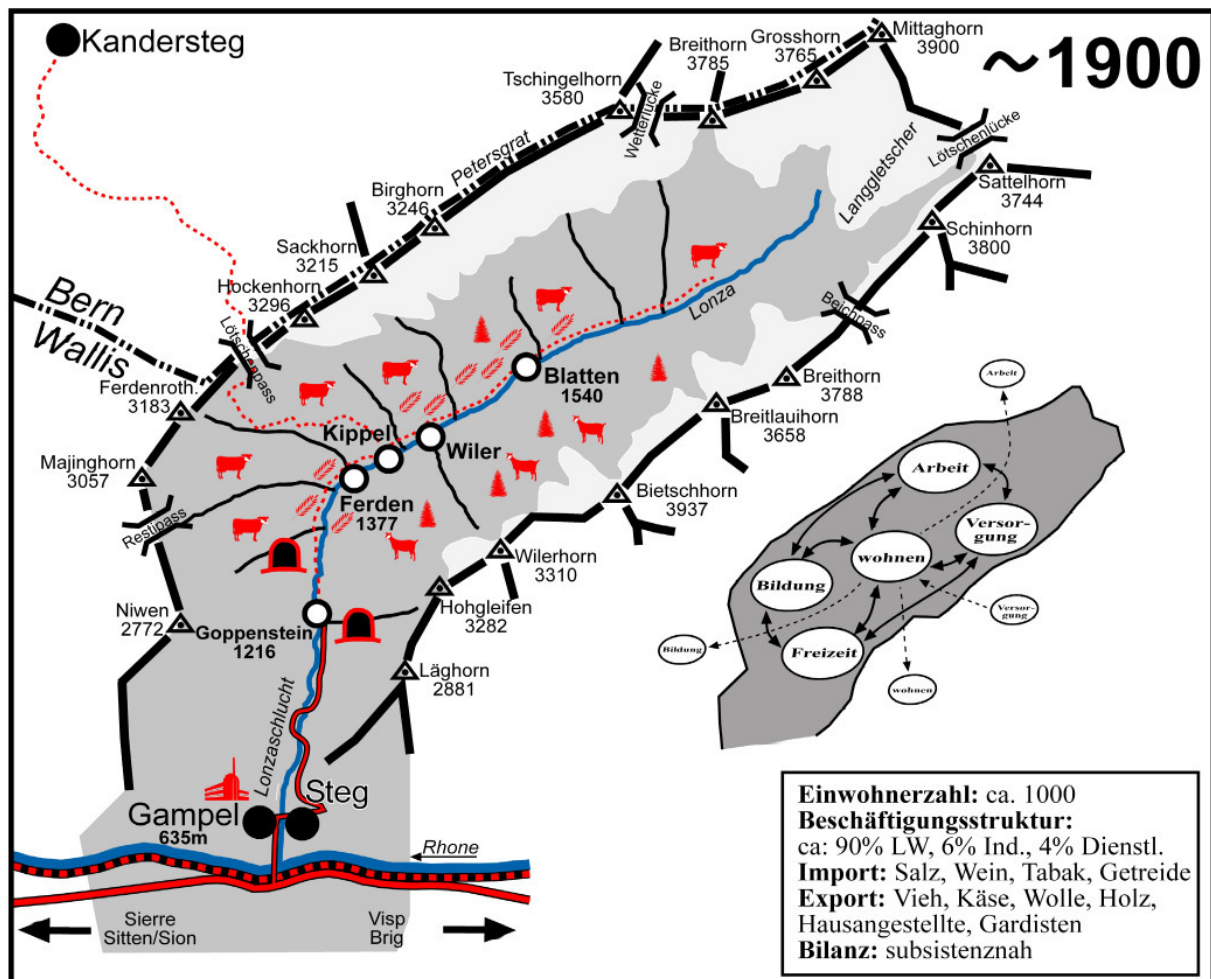 Kandersteg
~1900
Mittaghorn
3900
Grosshorn
3765
Breithorn
3785
Tschingelhorn
3580
Wetterlücke
Petersgrat
Birghorn
3246
Sackhorn
3215
Hockenhorn
3296
Langgletscher
Lötschenlücke
Sattelhorn
3744
Schinhorn
3800
Bern
Wallis
Lötschenpass
Ferdenroth.
3183
Majinghorn
3057
Restipass
Niwen
2772
Lonza
Beichpass
Breithorn
3788
Breitlauihorn
3658
Bietschhorn
3937
Wilerhorn
3310
Hohgleifen
3282
Läghorn
2881
Blatten
1540
Wiler
Kippel
Ferden
1377
Goppenstein
1216
Lonzaschlucht
Steg
Gampel
635m
Rhone
Sierre
Sitten/Sion
Visp
Brig
Arbeit
Arbeit
Versor-
gung
wohnen
Bildung
Freizeit
Versor-
gung
Bildung
wohnen
Einwohnerzahl: ca. 1000
Beschäftigungsstruktur:
ca: 90% LW, 6% Ind., 4% Dienstl.
Import: Salz, Wein, Tabak, Getreide
Export: Vieh, Käse, Wolle, Holz,
Hausangestellte, Gardisten
Bilanz: subsistenznah